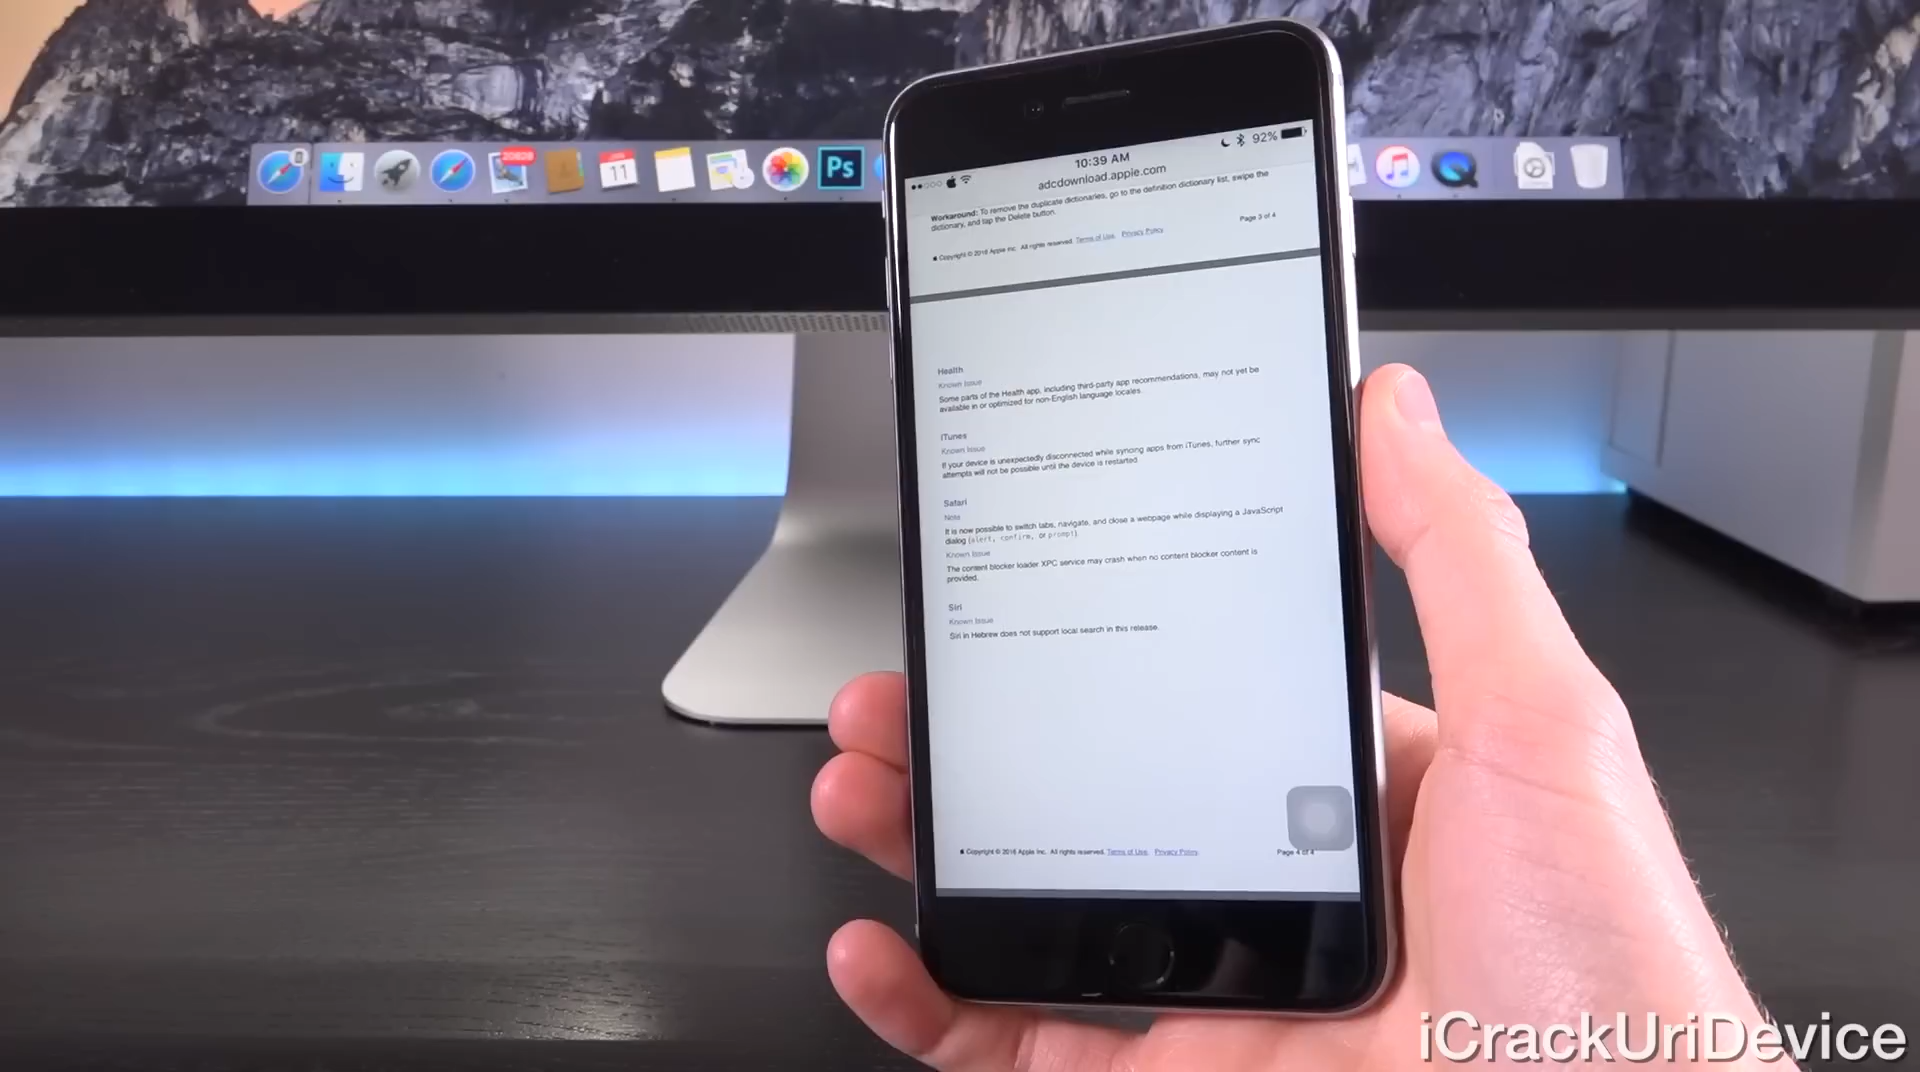 20828
JAN
11
Ps
92%
10:39 AM
adcdownload.apple.com
Workaround: To remove the duplicate dictionaries, go to the definition dictionary list, swipe the
dictionary, and tap the Delete button.
Page 3 of 4
Copyright © 2016 Apple Inc. All rights reserved. Terms of Use. Privacy Policy.
Health
Known Issue
Some parts of the Health app, including third-party app recommendations, may not yet be
available in or optimized for non-English language locales.
iTunes
Known Issue
If your device is unexpectedly disconnected while syncing apps from iTunes, further sync
attempts will not be possible until the device is restarted.
Safari
Note
It is now possible to switch tabs, navigate, and close a webpage while displaying a JavaScript
dialog (alert, confirm, or prompt)
Known Issue
The content blocker loader XPC service may crash when no content blocker content is
provided.
Siri
Known Issue
Siri in Hebrew does not support local search in this release.
Copyright © 2016 Apple Inc. All rights reserved. Terms of Use. Privacy Policy.
Page 4 of 4
iCrackUriDevice